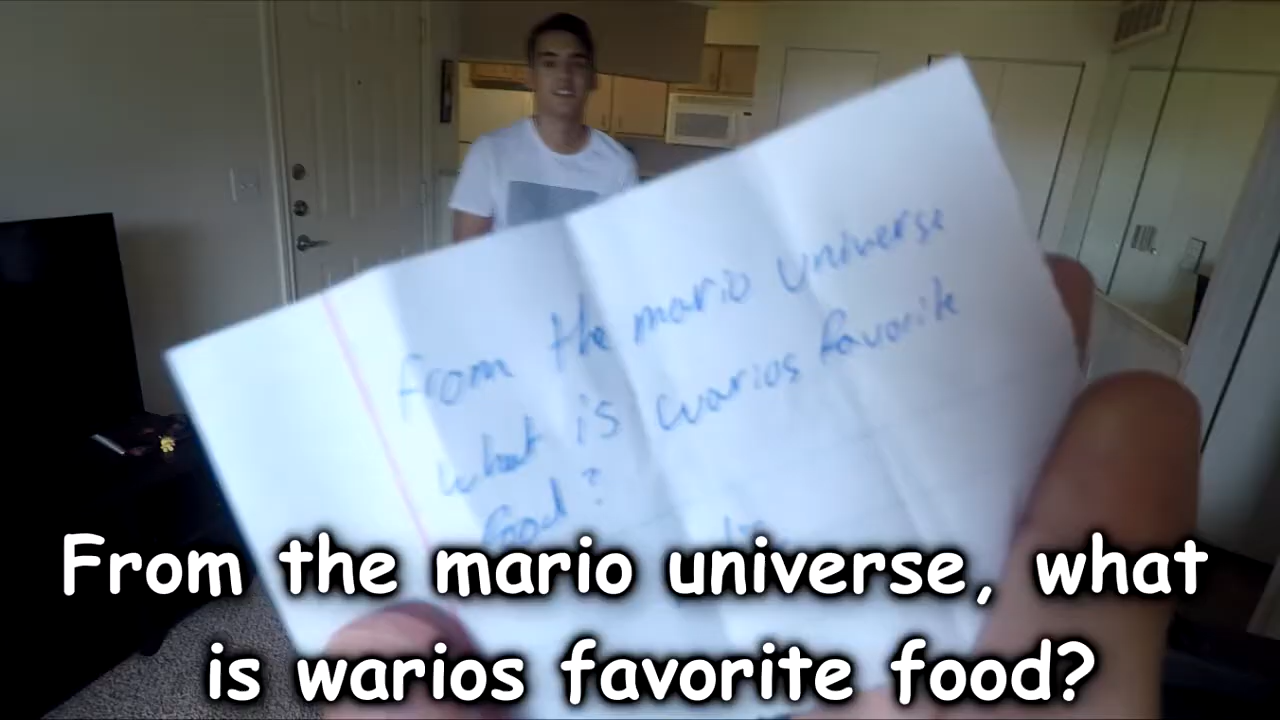 from the mario universe
what is warios favorite
food?
From the mario universe, what
is warios favorite food?